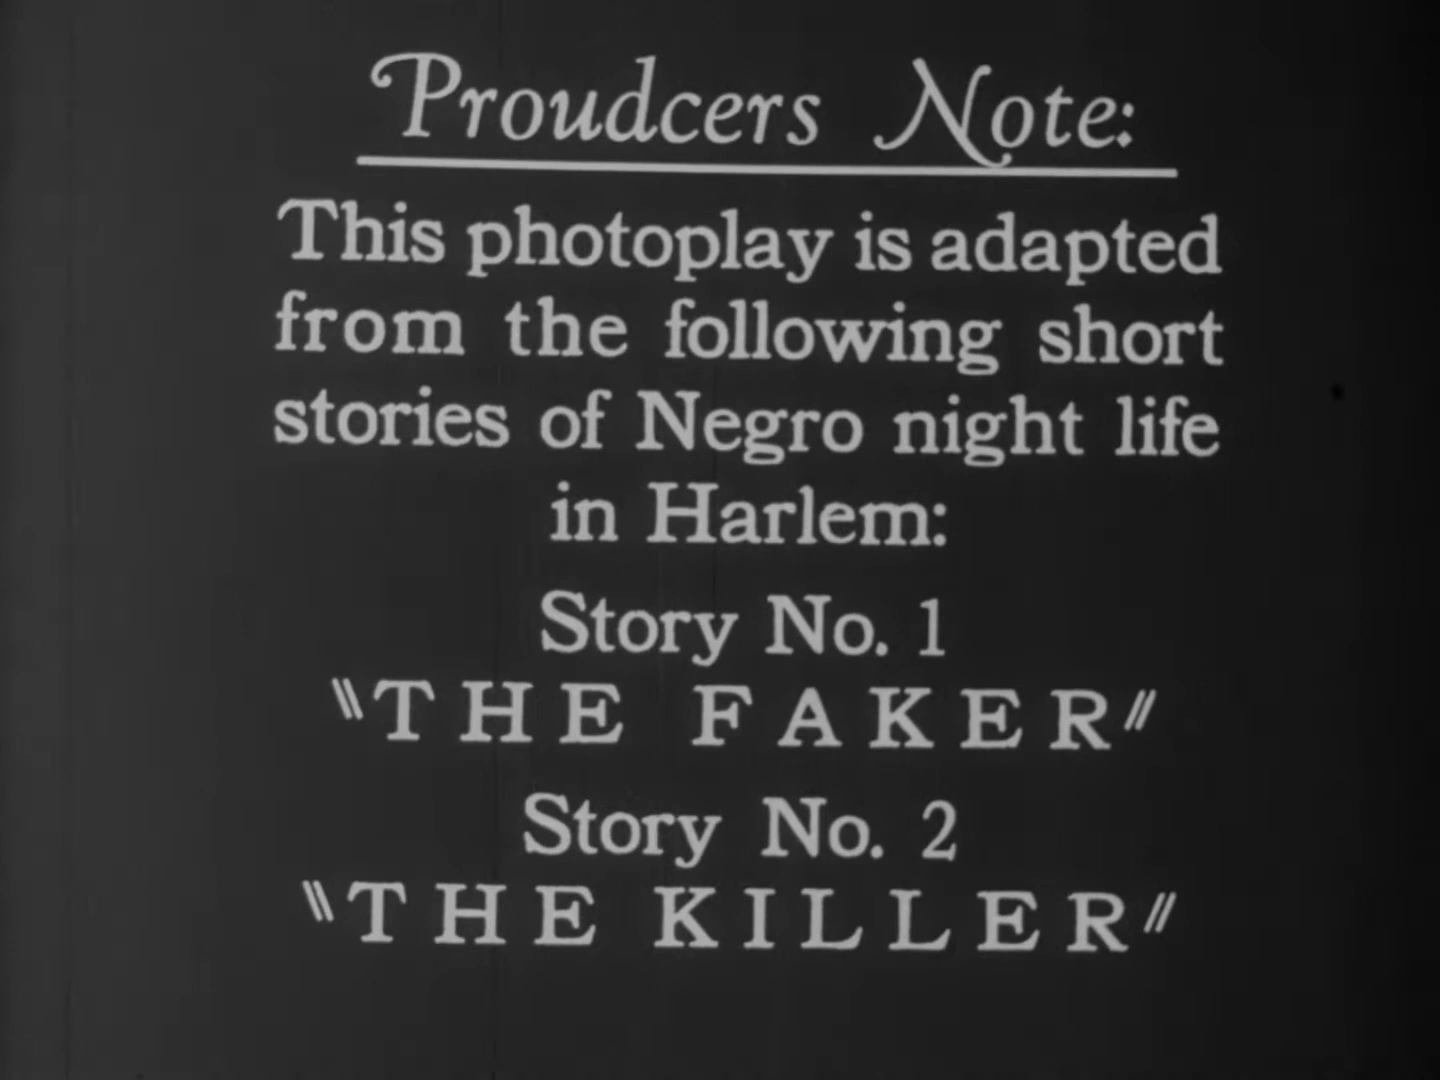 Proudcers Note:
This photoplay is adapted
from the following short
stories of Negro night life
in Harlem:
Story No. 1
"THE FAKER"
Story No. 2
"THE KILLER"